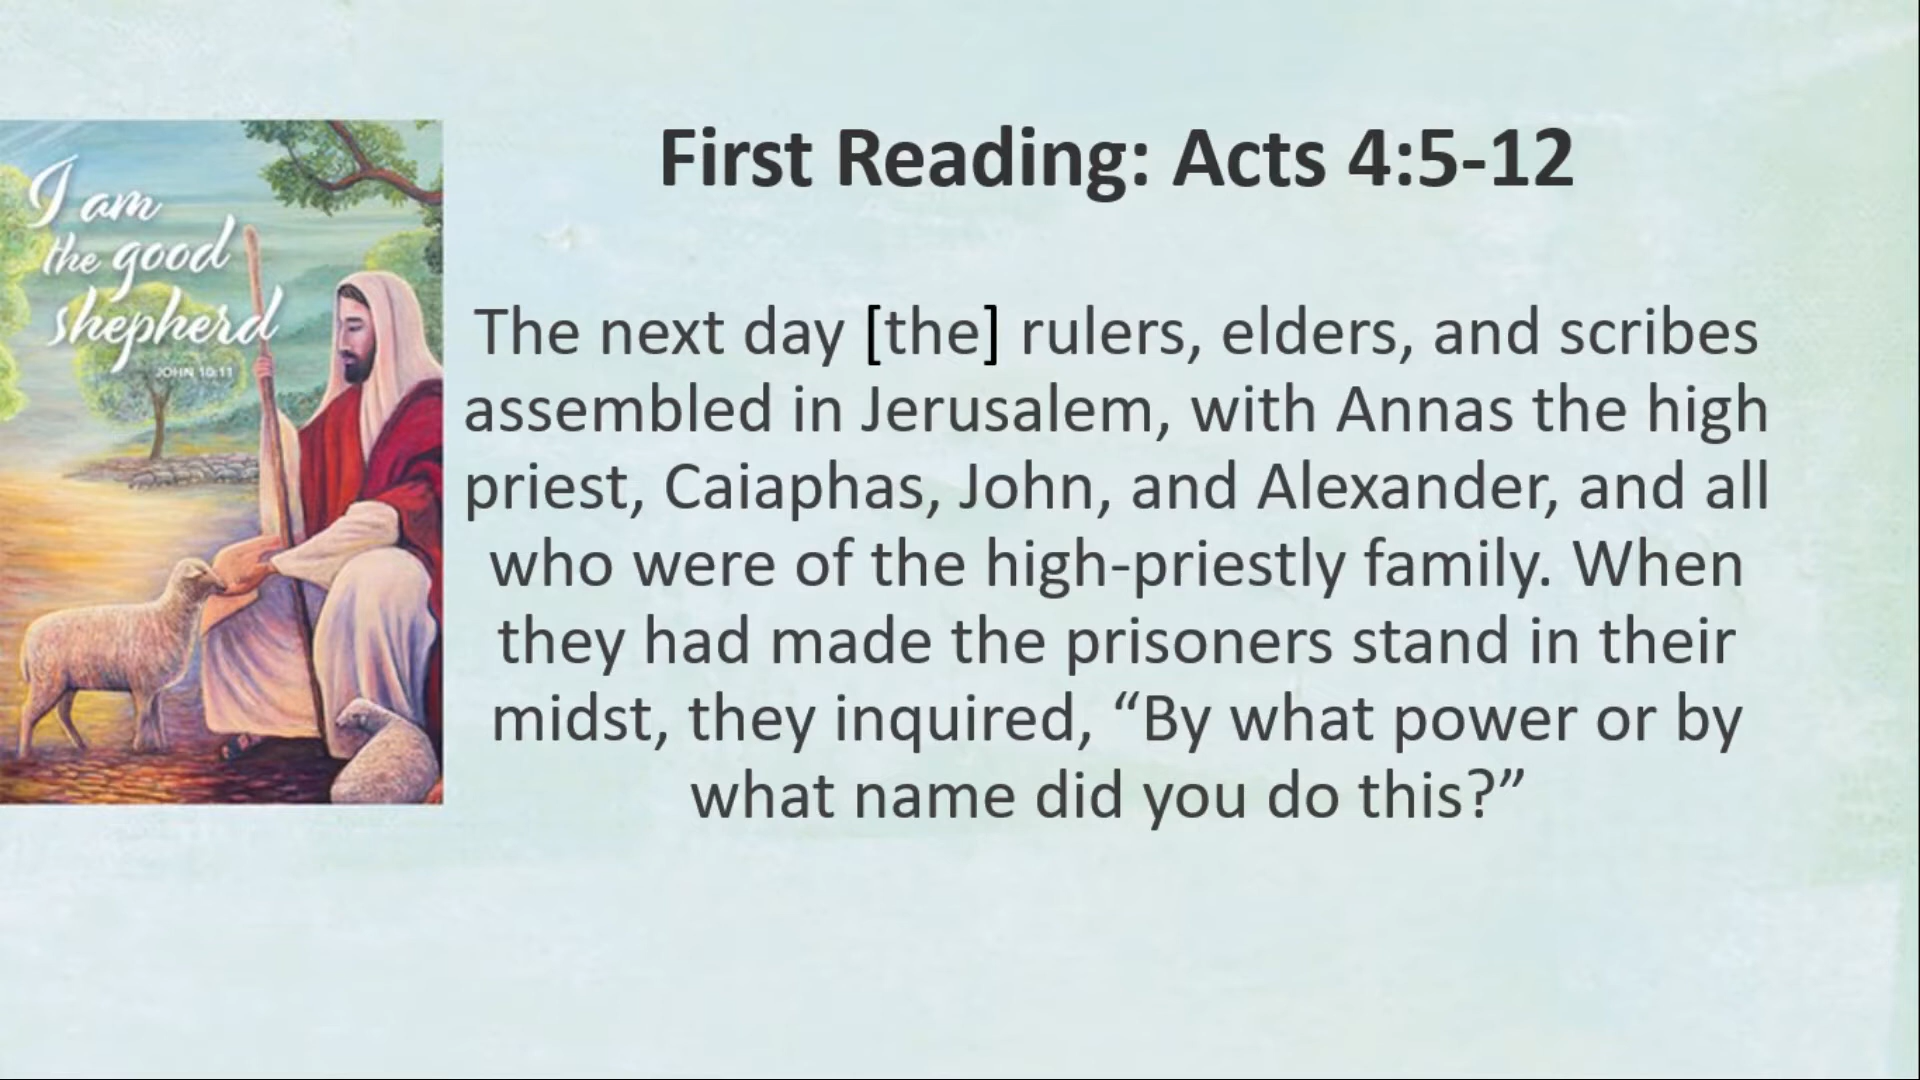 I am
the good
shepherd
JOHN 10:11
First Reading: Acts 4:5-12
The next day [the] rulers, elders, and scribes
assembled in Jerusalem, with Annas the high
priest, Caiaphas, John, and Alexander, and all
who were of the high-priestly family. When
they had made the prisoners stand in their
midst, they inquired, “By what power or by
what name did you do this?”